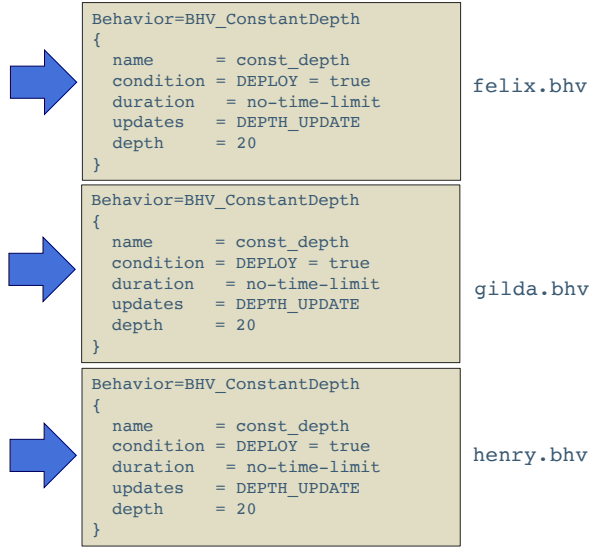 Behavior=BHV_ConstantDepth
{
name = const_depth
condition = DEPLOY = true
duration = no-time-limit
updates = DEPTH_UPDATE
depth = 20
}
felix.bhv
Behavior=BHV_ConstantDepth
{
name = const_depth
condition = DEPLOY = true
duration = no-time-limit
updates = DEPTH_UPDATE
depth = 20
}
gilda.bhv
Behavior=BHV_ConstantDepth
{
name = const_depth
condition = DEPLOY = true
duration = no-time-limit
updates = DEPTH_UPDATE
depth = 20
}
henry.bhv